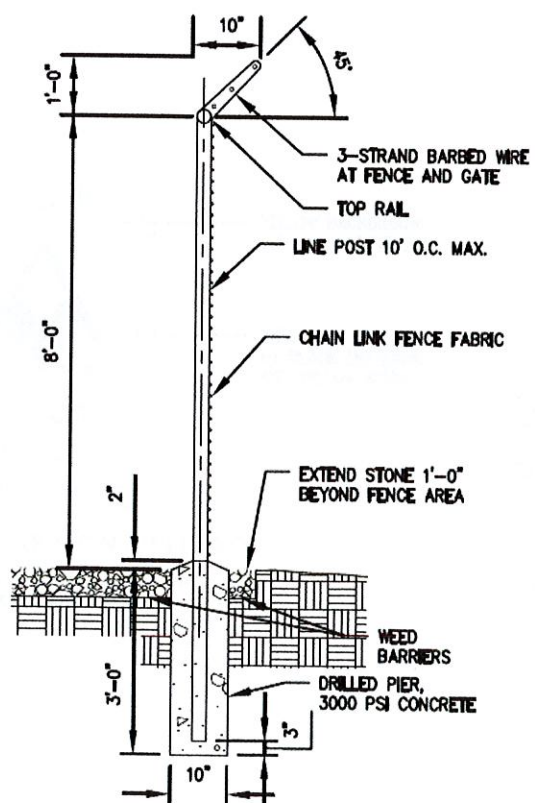 10"
45°
1'-0"
3-STRAND BARBED WIRE
AT FENCE AND GATE
TOP RAIL
LINE POST 10' O.C. MAX.
8'-0"
CHAIN LINK FENCE FABRIC
EXTEND STONE 1'-0"
BEYOND FENCE AREA
2"
WEED
BARRIERS
3'-0"
DRILLED PIER,
3000 PSI CONCRETE
3"
10"